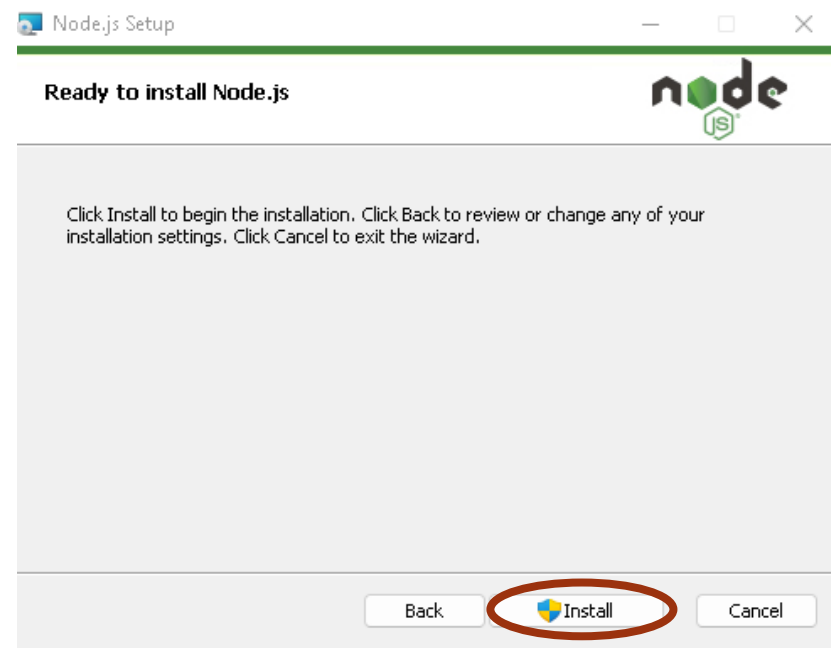 Node.js Setup
Ready to install Node.js
node
JS
Click Install to begin the installation. Click Back to review or change any of your
installation settings. Click Cancel to exit the wizard.
Back Install Cancel